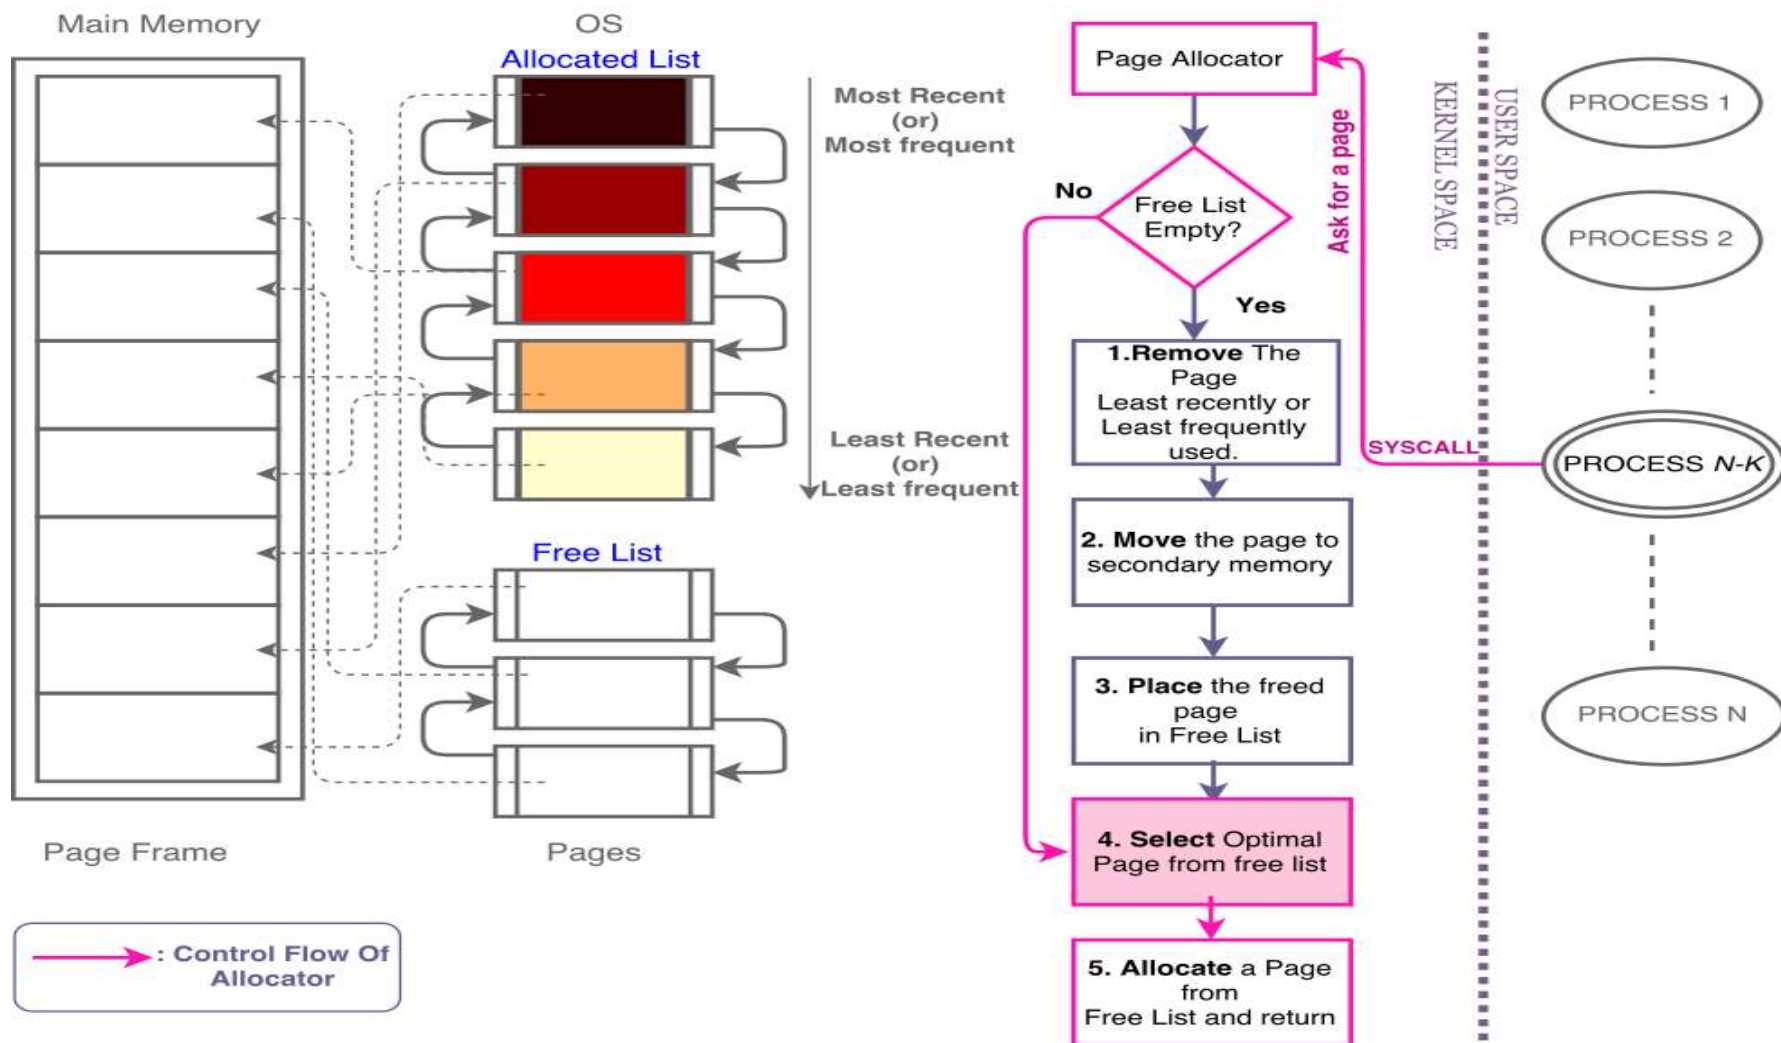 Main Memory
OS
Allocated List
Most Recent
(or)
Most frequent
Least Recent
(or)
Least frequent
Free List
Page Frame
Pages
: Control Flow Of
Allocator
Page Allocator
Free List
Empty?
No
Yes
1.Remove The
Page
Least recently or
Least frequently
used.
2. Move the page to
secondary memory
3. Place the freed
page
in Free List
4. Select Optimal
Page from free list
5. Allocate a Page
from
Free List and return
Ask for a page
SYSCALL
KERNEL SPACE
USER SPACE
PROCESS 1
PROCESS 2
PROCESS N-K
PROCESS N